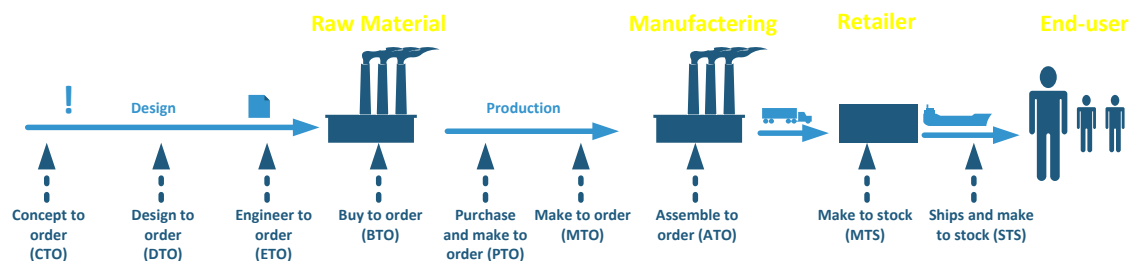 Raw Material
Manufactering
Retailer
End-user
!
Design
Production
Concept to
order
(CTO)
Design to
order
(DTO)
Engineer to
order
(ETO)
Buy to order
(BTO)
Purchase
and make to
order (PTO)
Make to order
(MTO)
Assemble to
order (ATO)
Make to stock
(MTS)
Ships and make
to stock (STS)